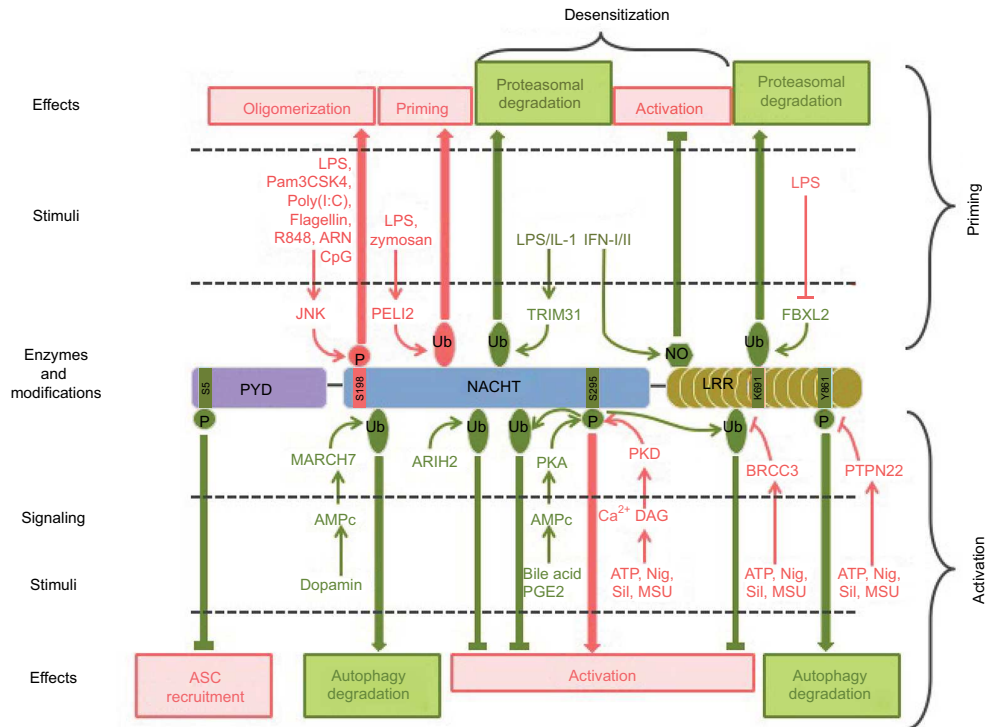 Desensitization
Effects
Oligomerization
Priming
Proteasomal
degradation
Activation
Proteasomal
degradation
Stimuli
LPS,
Pam3CSK4,
Poly(I:C),
Flagellin,
R848, ARN
CpG
LPS,
zymosan
LPS/IL-1
IFN-I/II
LPS
Priming
JNK
PELI2
TRIM31
FBXL2
P
Ub
Ub
NO
Ub
Enzymes
and
modifications
S5
PYD
S198
NACHT
S295
LRR
K691
Y861
P
Ub
Ub
Ub
P
Ub
P
MARCH7
ARIH2
PKA
PKD
BRCC3
PTPN22
Signaling
AMPc
AMPc
Ca2+ DAG
Stimuli
Dopamin
Bile acid
PGE2
ATP, Nig,
Sil, MSU
ATP, Nig,
Sil, MSU
ATP, Nig,
Sil, MSU
Activation
Effects
ASC
recruitment
Autophagy
degradation
Activation
Autophagy
degradation